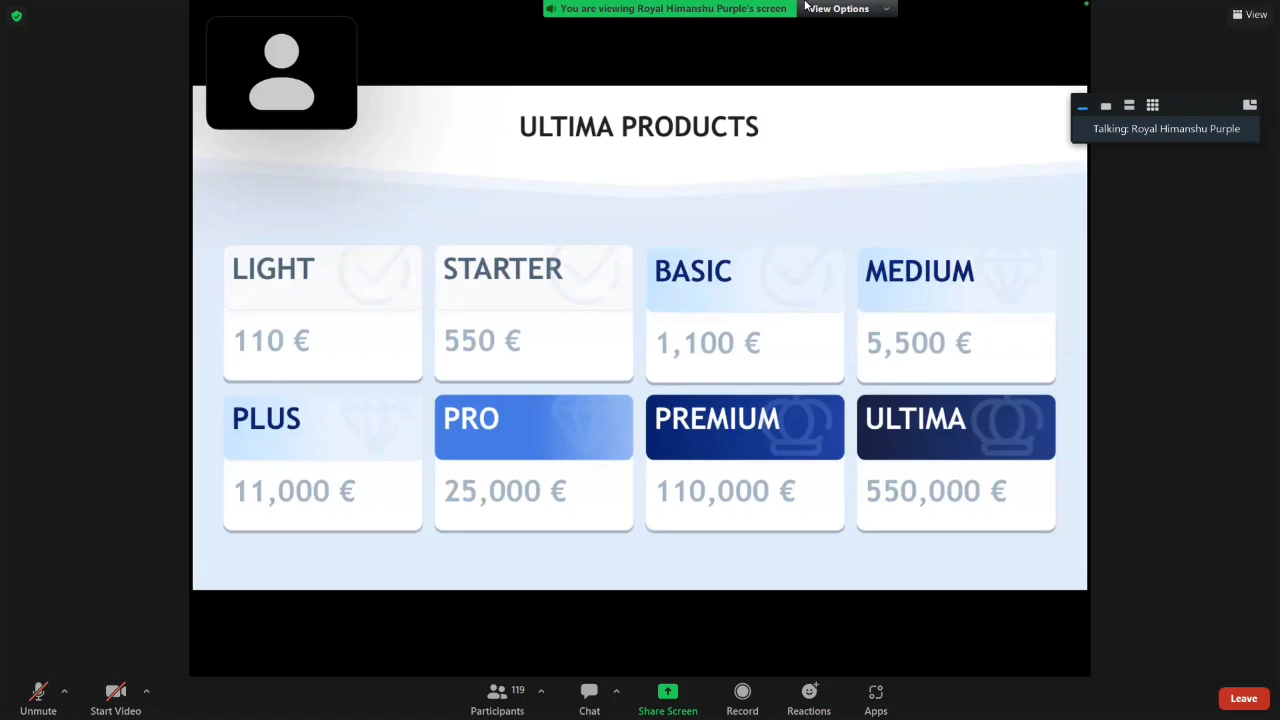 You are viewing Royal Himanshu Purple's screen
View Options
View
Talking: Royal Himanshu Purple
ULTIMA PRODUCTS
LIGHT
110 €
STARTER
550 €
BASIC
1,100 €
MEDIUM
5,500 €
PLUS
11,000 €
PRO
25,000 €
PREMIUM
110,000 €
ULTIMA
550,000 €
Unmute
Start Video
119
Participants
Chat
Share Screen
Record
Reactions
Apps
Leave